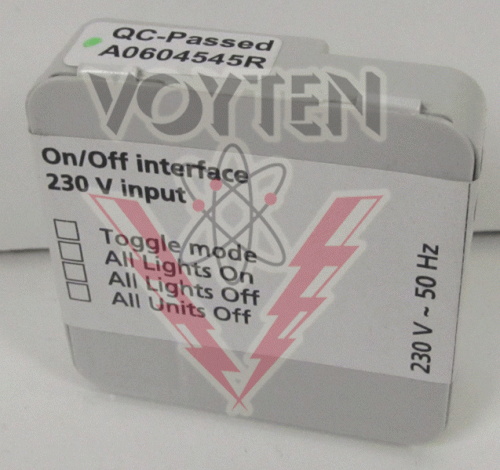 QC-Passed
A0604545R
VOYTEN
On/Off interface
230 V input
Toggle mode
All Lights On
All Lights Off
All Units Off
230 V ~ 50 Hz